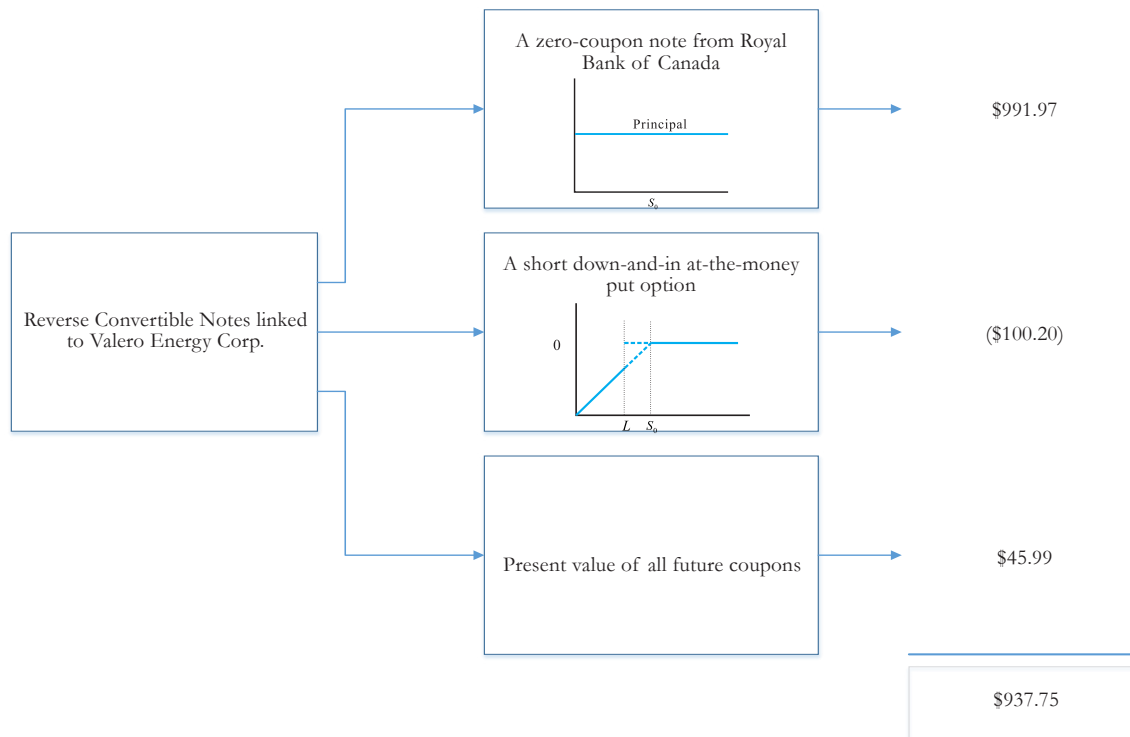 A zero-coupon note from Royal
Bank of Canada
Principal
S₀
$991.97
Reverse Convertible Notes linked
to Valero Energy Corp.
A short down-and-in at-the-money
put option
0
L S₀
($100.20)
Present value of all future coupons
$45.99
$937.75